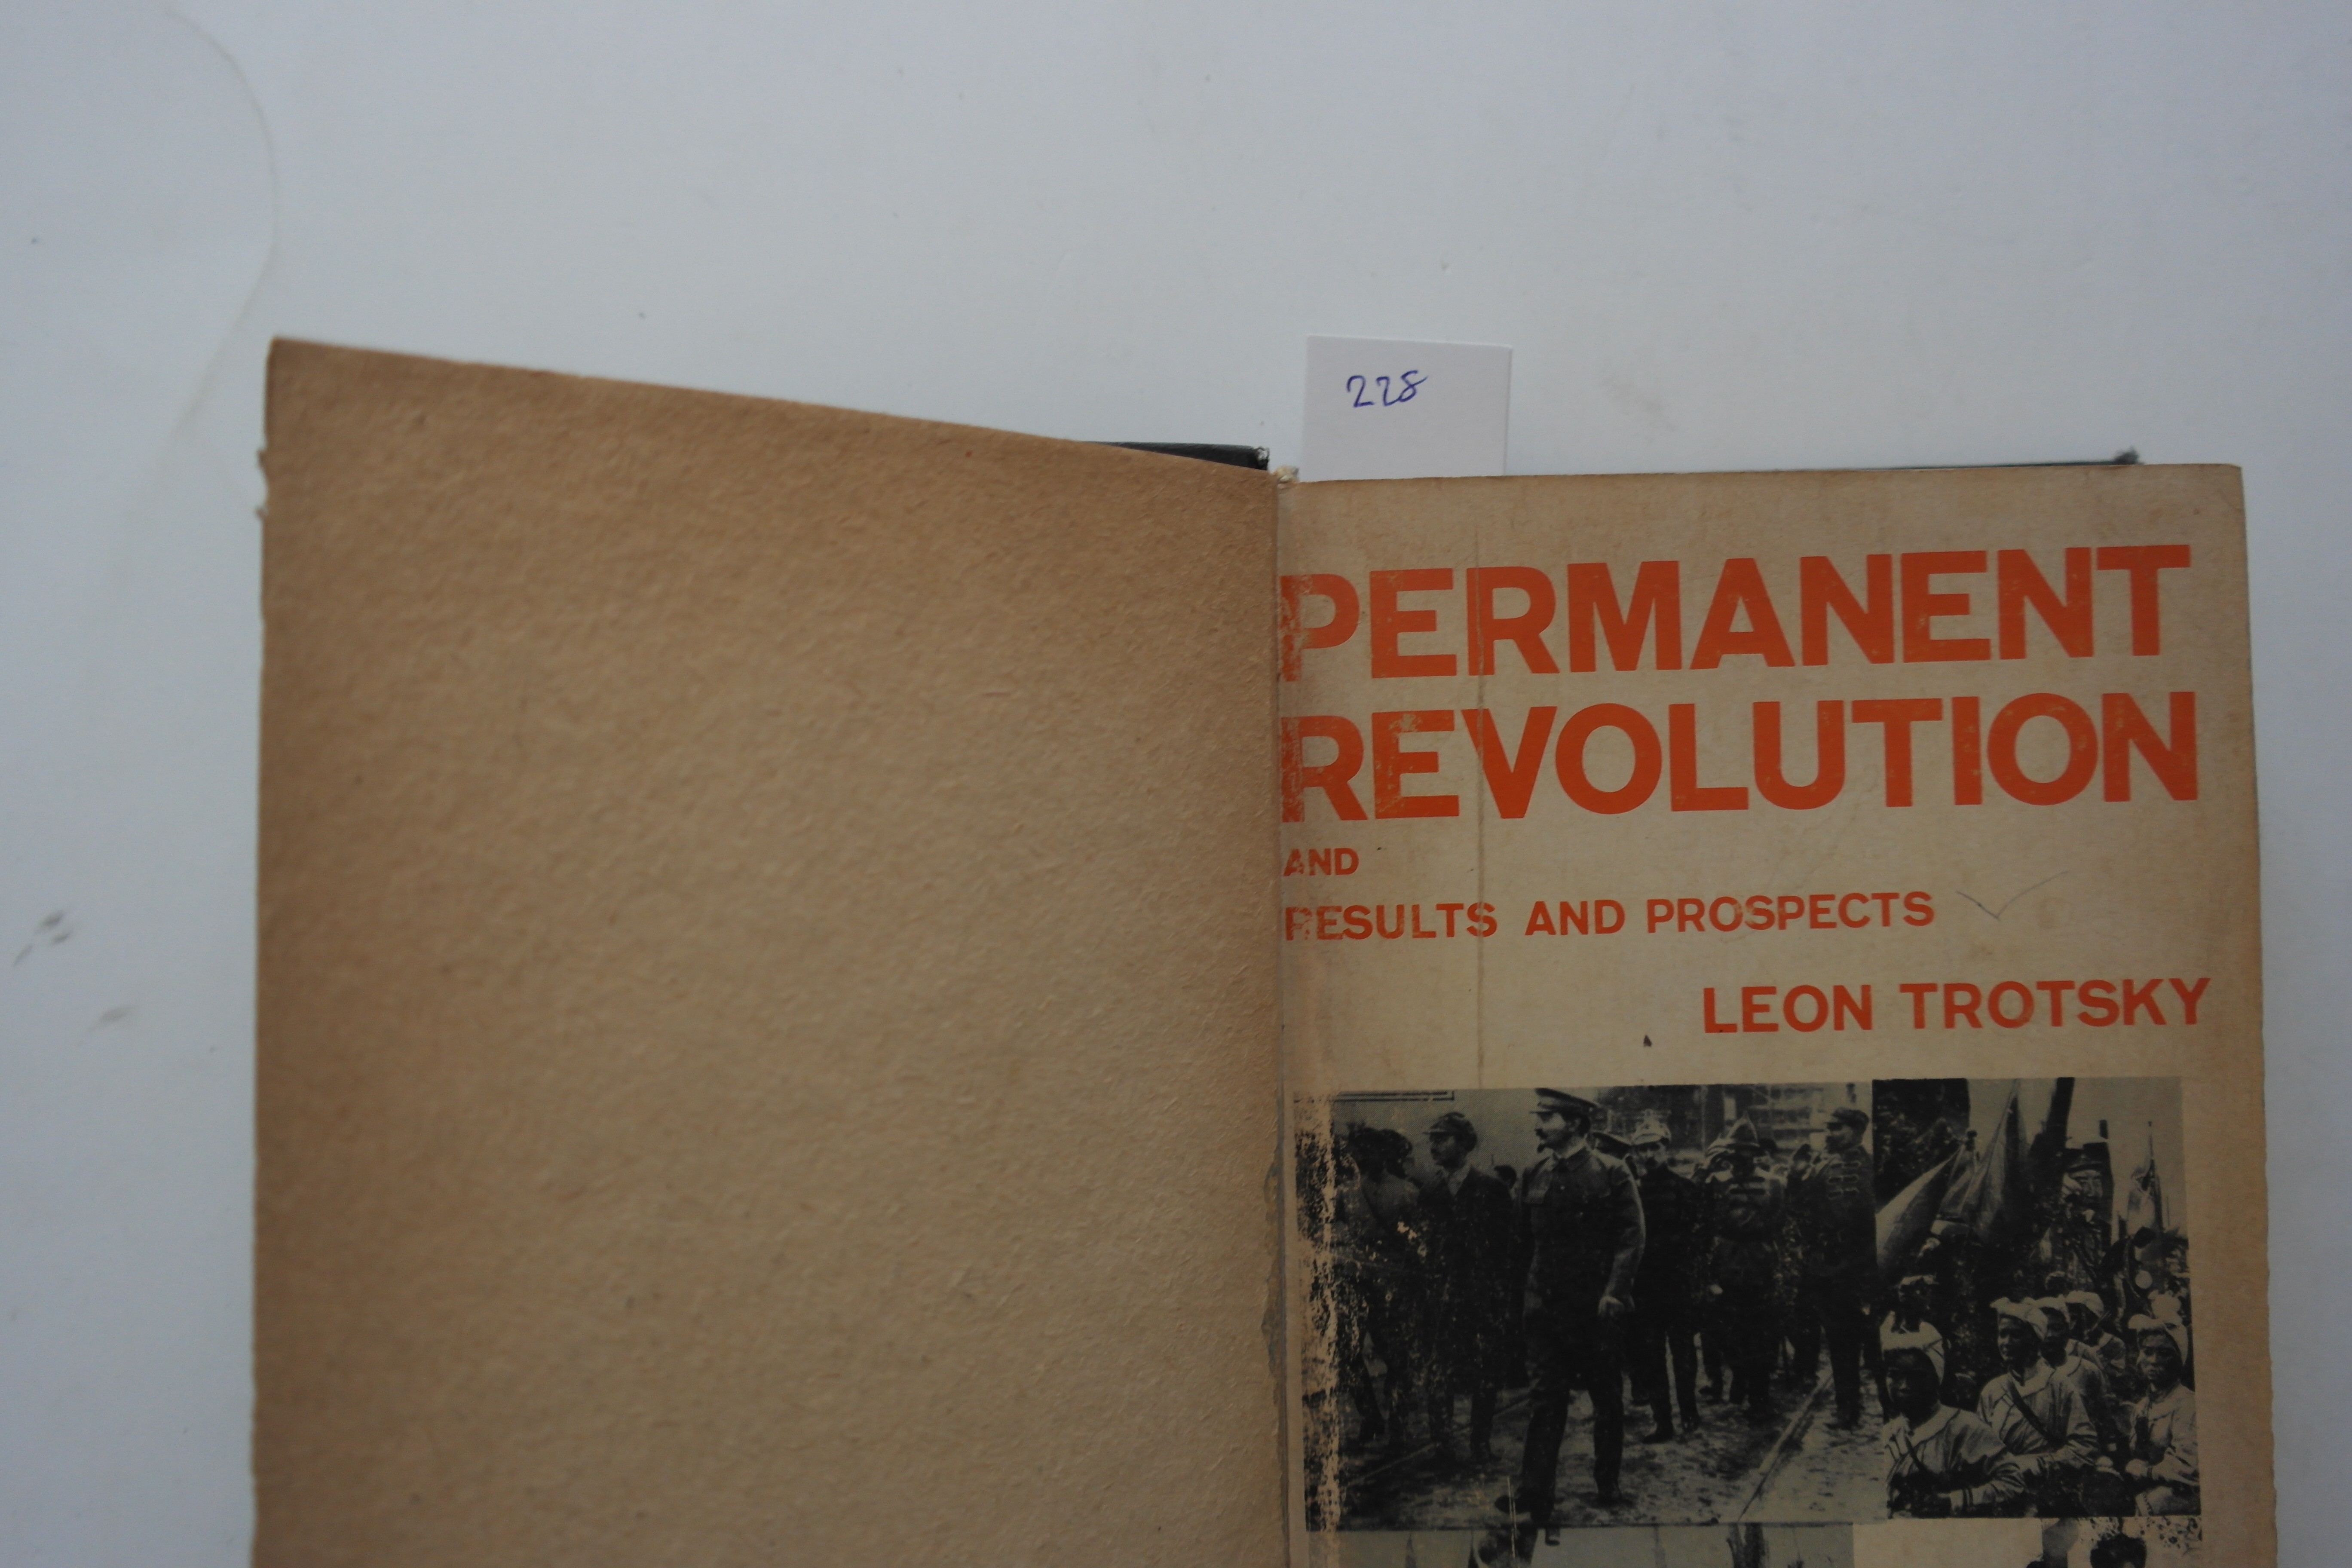 228
PERMANENT
REVOLUTION
AND
RESULTS AND PROSPECTS
LEON TROTSKY